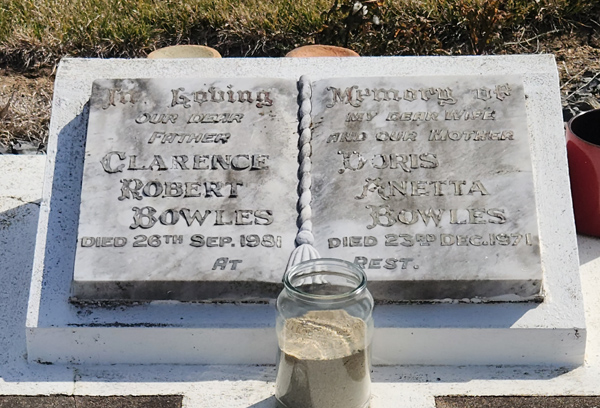 In Loving Memory of
OUR DEAR
FATHER
CLARENCE
ROBERT
BOWLES
DIED 26TH SEP. 1981
MY DEAR WIFE
AND OUR MOTHER
DORIS
ANETTA
BOWLES
DIED 23RD DEC. 1971
AT REST.